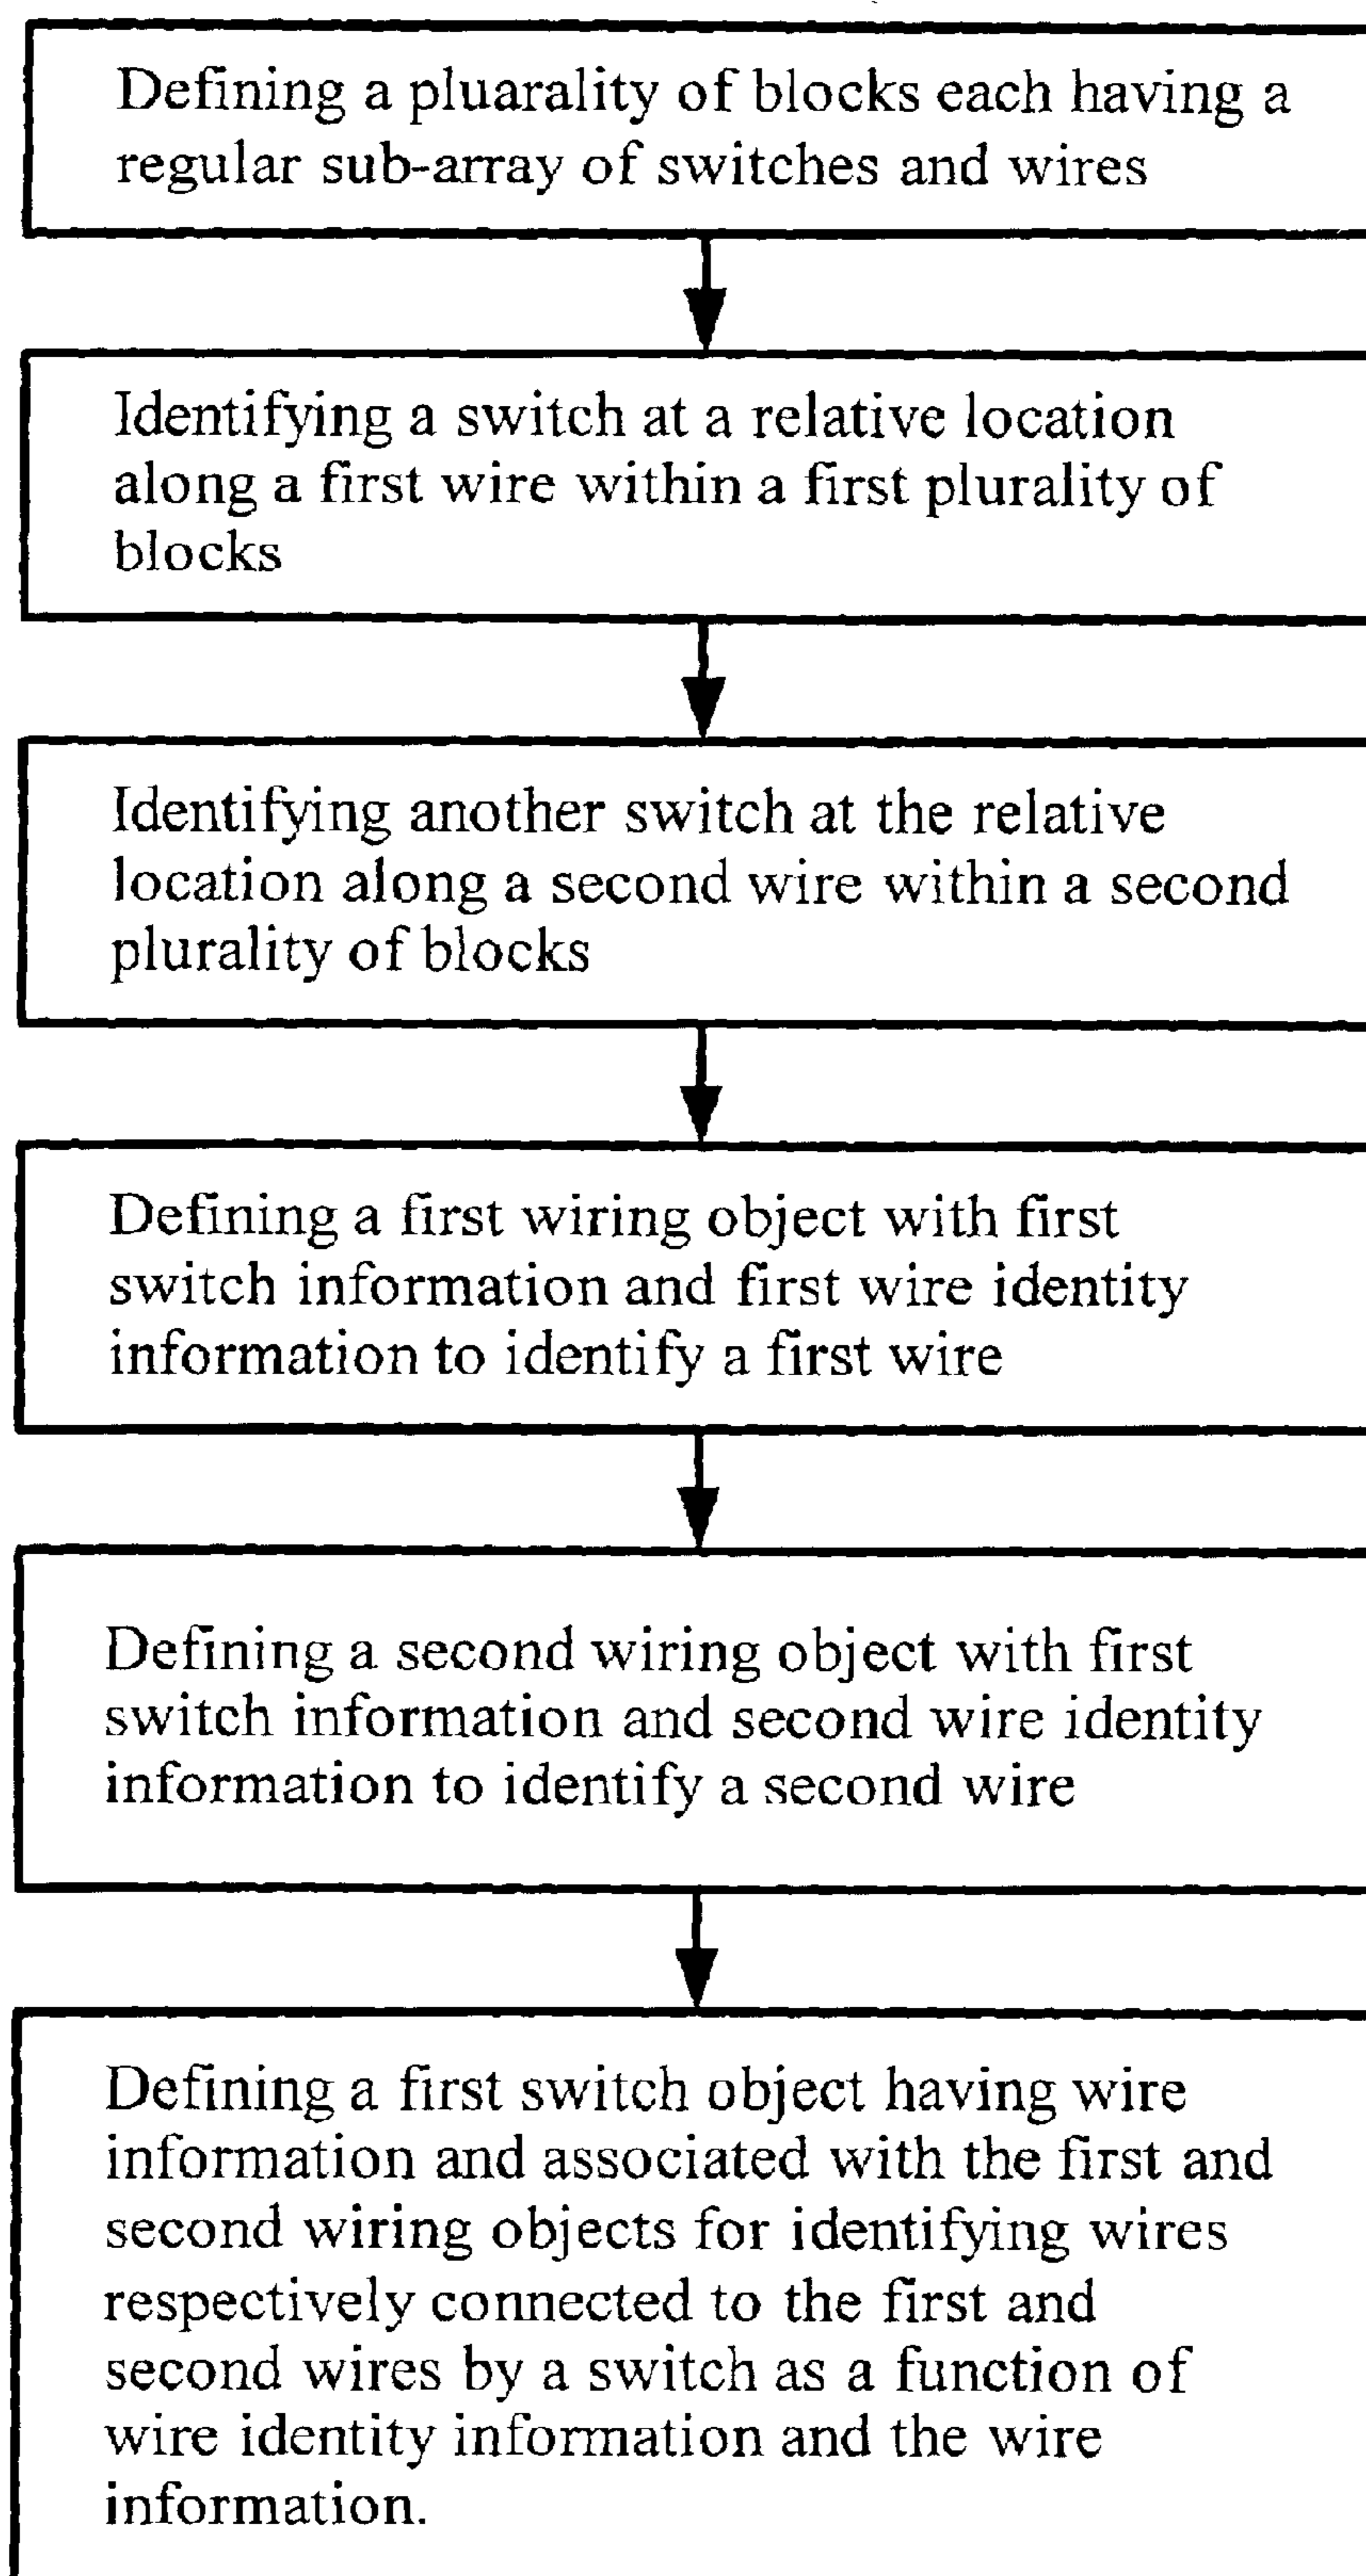 Defining a pluarality of blocks each having a
regular sub-array of switches and wires
Identifying a switch at a relative location
along a first wire within a first plurality of
blocks
Identifying another switch at the relative
location along a second wire within a second
plurality of blocks
Defining a first wiring object with first
switch information and first wire identity
information to identify a first wire
Defining a second wiring object with first
switch information and second wire identity
information to identify a second wire
Defining a first switch object having wire
information and associated with the first and
second wiring objects for identifying wires
respectively connected to the first and
second wires by a switch as a function of
wire identity information and the wire
information.